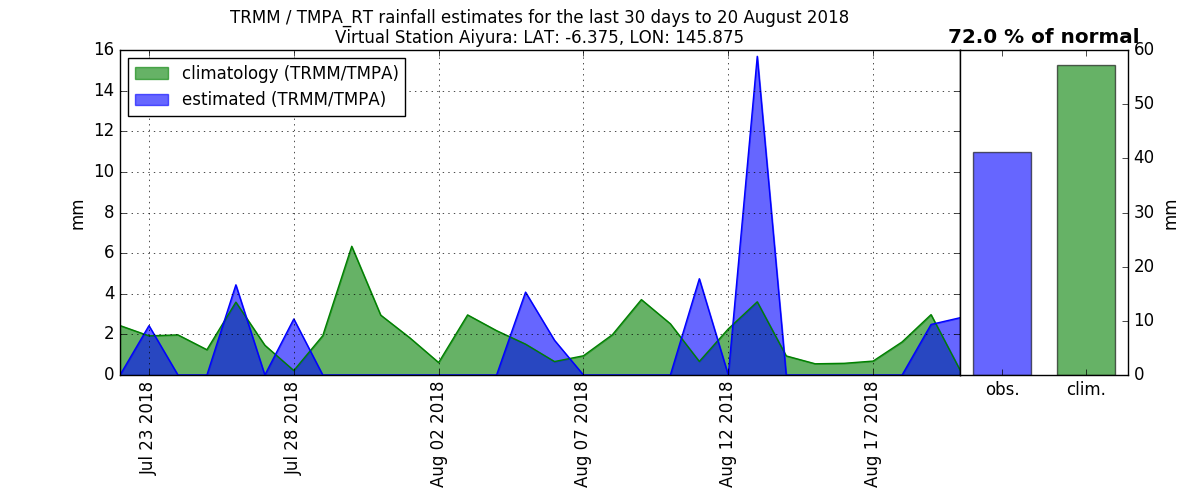 TRMM / TMPA_RT rainfall estimates for the last 30 days to 20 August 2018
Virtual Station Aiyura: LAT: -6.375, LON: 145.875
72.0 % of normal
climatology (TRMM/TMPA)
estimated (TRMM/TMPA)
mm
16
14
12
10
8
6
4
2
0
Jul 23 2018
Jul 28 2018
Aug 02 2018
Aug 07 2018
Aug 12 2018
Aug 17 2018
60
50
40
30
20
10
0
mm
obs.
clim.